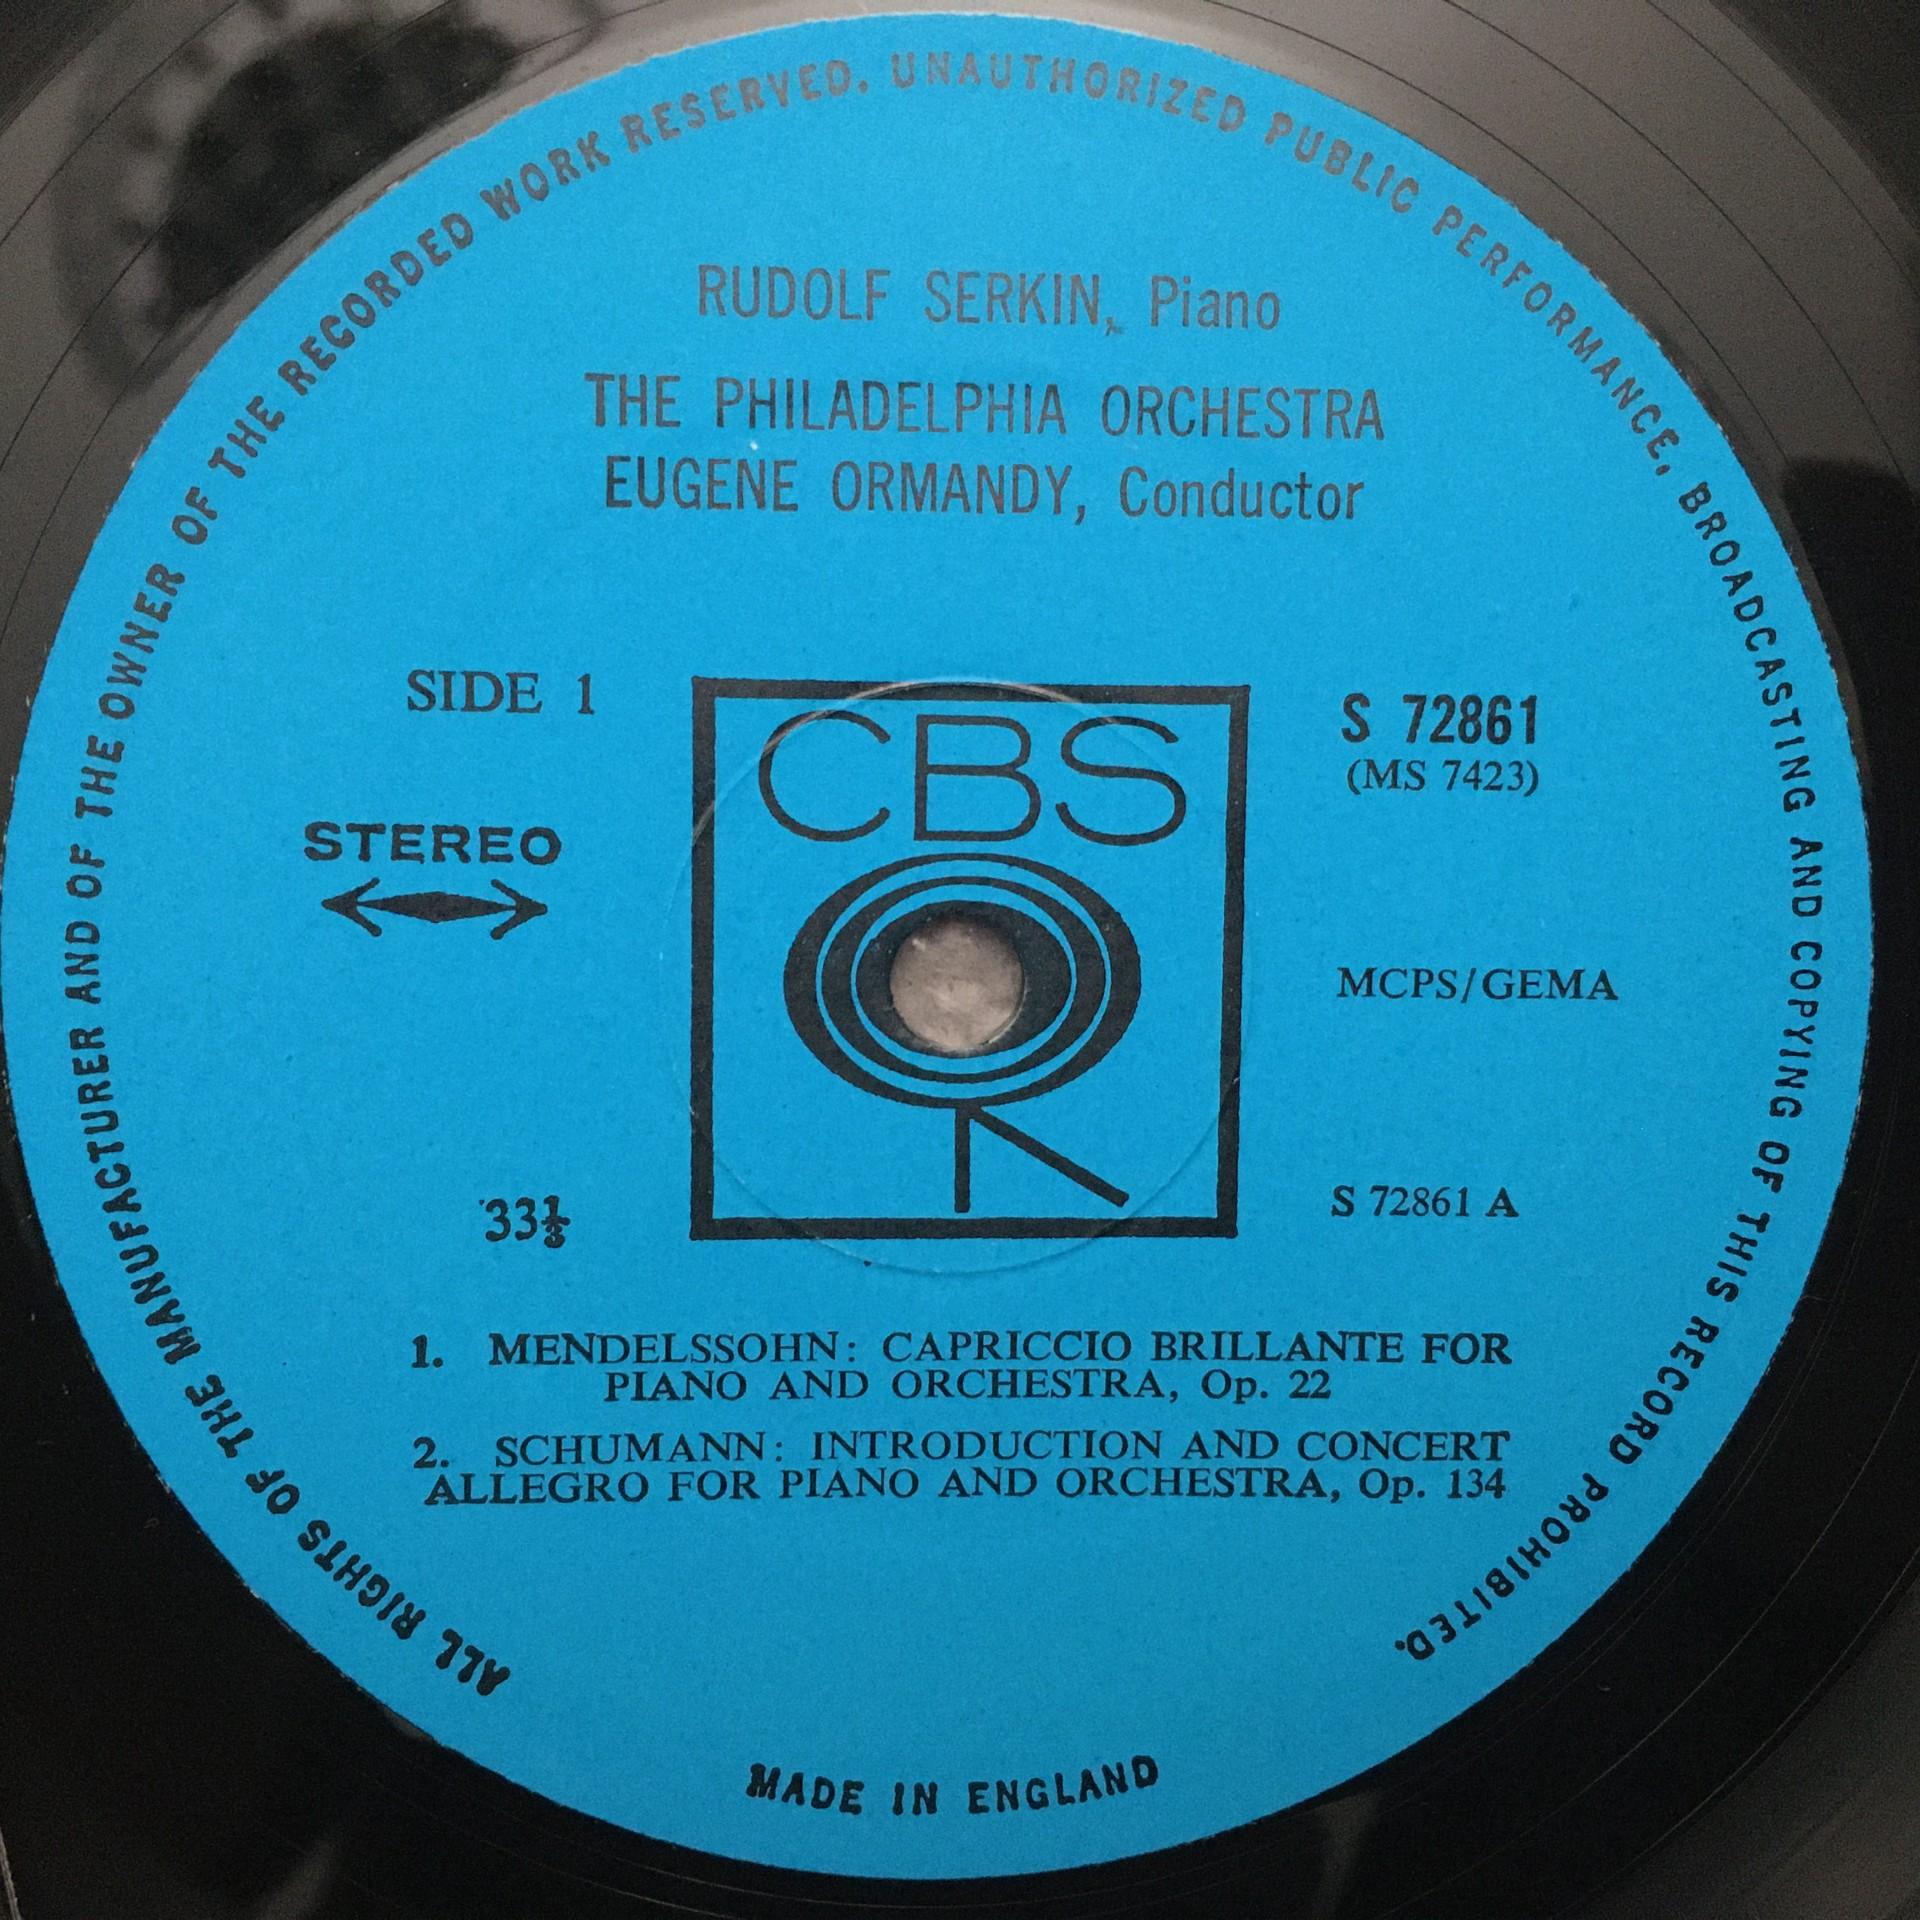 ALL RIGHTS OF THE MANUFACTURER AND OF THE OWNER OF THE RECORDED WORK RESERVED. UNAUTHORIZED PUBLIC PERFORMANCE, BROADCASTING AND COPYING OF THIS RECORD PROHIBITED.
RUDOLF SERKIN, Piano
THE PHILADELPHIA ORCHESTRA
EUGENE ORMANDY, Conductor
SIDE 1
STEREO
33⅓
CBS
S 72861
(MS 7423)
MCPS/GEMA
S 72861 A
1. MENDELSSOHN: CAPRICCIO BRILLANTE FOR
PIANO AND ORCHESTRA, Op. 22
2. SCHUMANN: INTRODUCTION AND CONCERT
ALLEGRO FOR PIANO AND ORCHESTRA, Op. 134
MADE IN ENGLAND